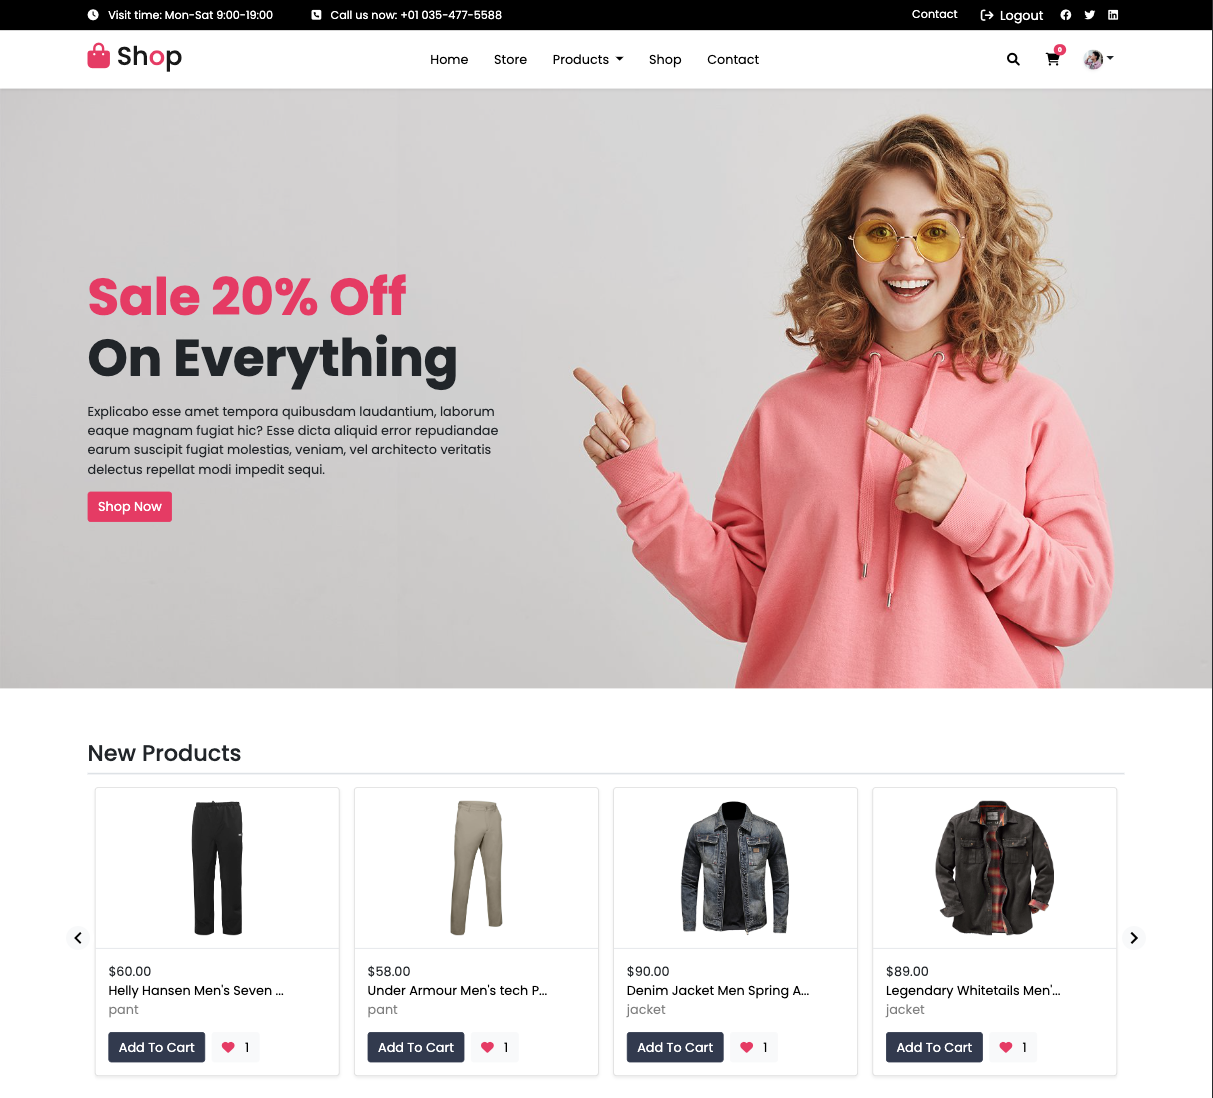 Visit time: Mon-Sat 9:00-19:00
Call us now: +01 035-477-5588
Contact
Logout
Shop
Home
Store
Products
Shop
Contact
0
Sale 20% Off
On Everything
Explicabo esse amet tempora quibusdam laudantium, laborum
eaque magnam fugiat hic? Esse dicta aliquid error repudiandae
earum suscipit fugiat molestias, veniam, vel architecto veritatis
delectus repellat modi impedit sequi.
Shop Now
New Products
$60.00
Helly Hansen Men's Seven ...
pant
Add To Cart
1
$58.00
Under Armour Men's tech P...
pant
Add To Cart
1
$90.00
Denim Jacket Men Spring A...
jacket
Add To Cart
1
$89.00
Legendary Whitetails Men'...
jacket
Add To Cart
1